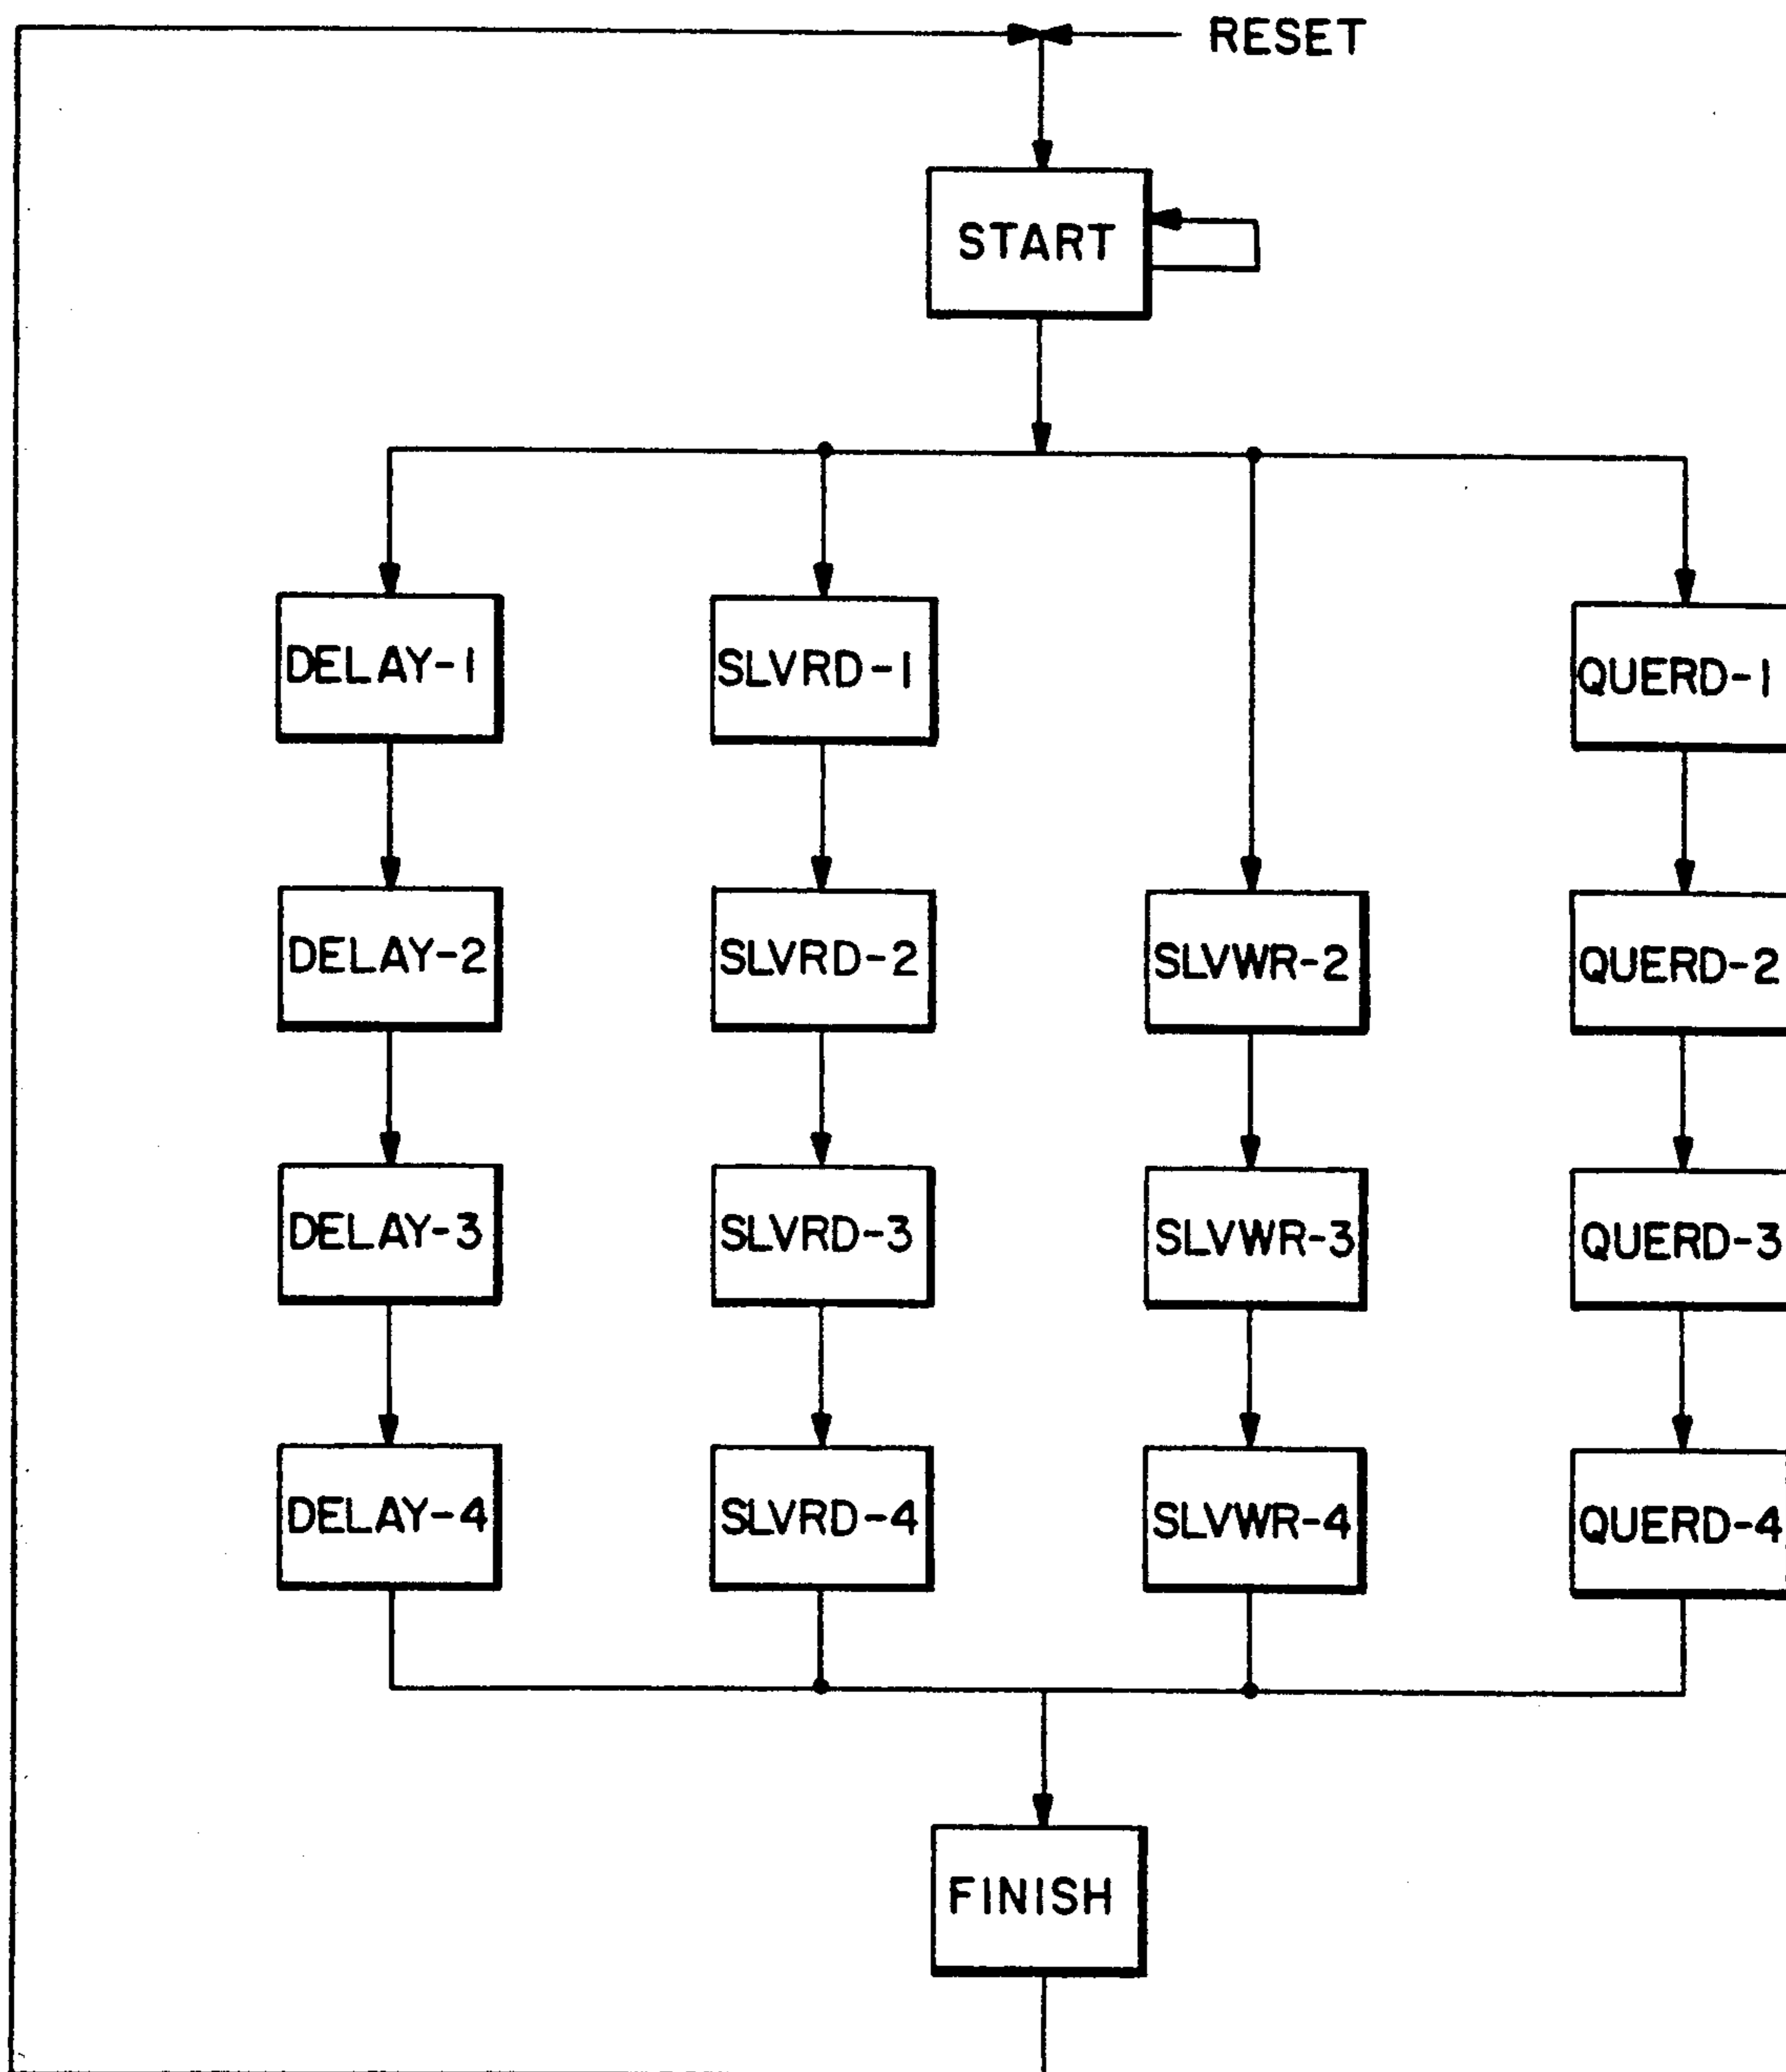 RESET
START
DELAY-1
SLVRD-1
QUERD-1
DELAY-2
SLVRD-2
SLVWR-2
QUERD-2
DELAY-3
SLVRD-3
SLVWR-3
QUERD-3
DELAY-4
SLVRD-4
SLVWR-4
QUERD-4
FINISH